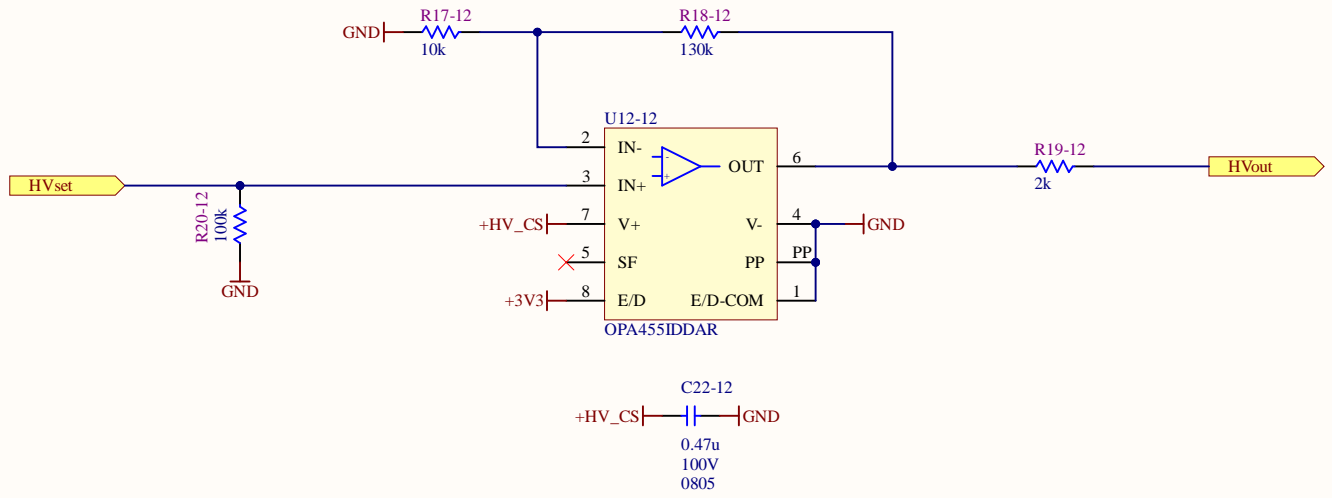 R17-12
R18-12
GND
10k
130k
U12-12
2
IN-
OUT
6
R19-12
2k
HVout
HVset
3
IN+
R20-12
100k
+HV_CS
7
V+
V-
4
GND
5
SF
PP
PP
GND
+3V3
8
E/D
E/D-COM
1
OPA455IDDAR
C22-12
+HV_CS
GND
0.47u
100V
0805